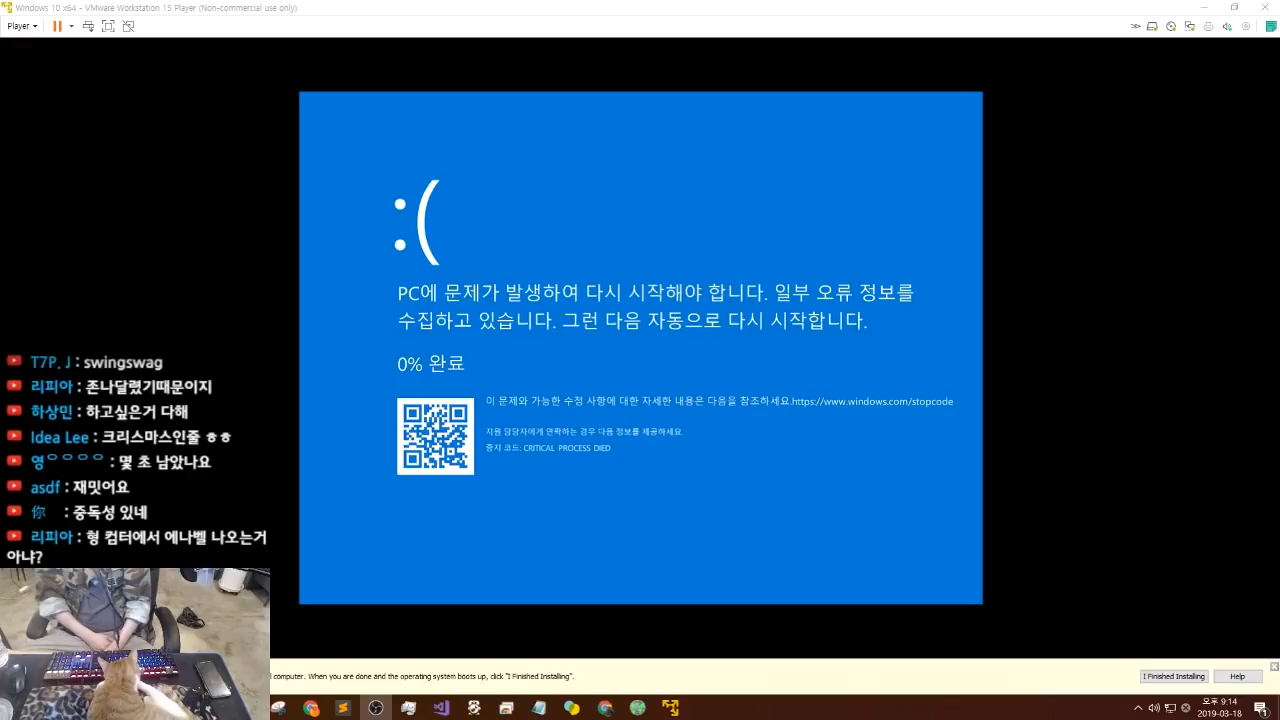 Windows 10 x64 - VMware Workstation 15 Player (Non-commercial use only)
Player
:(
PC에 문제가 발생하여 다시 시작해야 합니다. 일부 오류 정보를
수집하고 있습니다. 그런 다음 자동으로 다시 시작합니다.
0% 완료
이 문제와 가능한 수정 사항에 대한 자세한 내용은 다음을 참조하세요.https://www.windows.com/stopcode
지원 담당자에게 연락하는 경우 다음 정보를 제공하세요.
중지 코드: CRITICAL PROCESS DIED
T7P. J : swingswag
리피아 : 존나달렸기때문이지
하상민 : 하고싶은거 다해
Idea Lee : 크리스마스인줄 ㅎㅎ
영ᄋᄋᄋᄋ : 몇 초 남았나요
asdf : 재밋어요
你 : 중독성 있네
리피아 : 형 컴터에서 에나벨 나오는거
아냐?
computer. When you are done and the operating system boots up, click "I Finished Installing".
I Finished Installing
Help
오후 9:14
2019-03-18